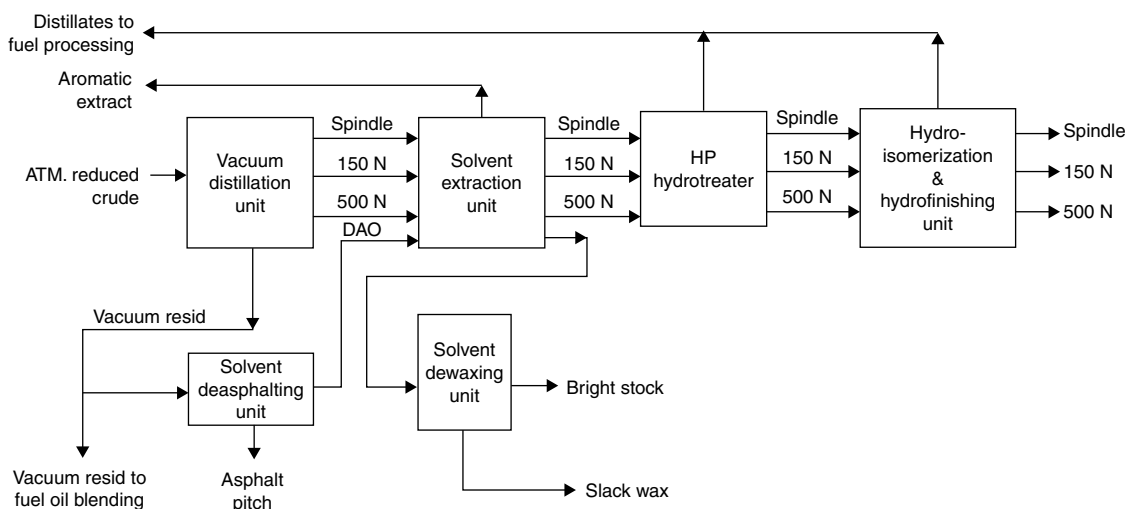 Distillates to
fuel processing
Aromatic
extract
ATM. reduced
crude
Vacuum
distillation
unit
Spindle
150 N
500 N
DAO
Solvent
extraction
unit
Spindle
150 N
500 N
HP
hydrotreater
Spindle
150 N
500 N
Hydro-
isomerization
&
hydrofinishing
unit
Spindle
150 N
500 N
Vacuum resid
Solvent
deasphalting
unit
Solvent
dewaxing
unit
Bright stock
Slack wax
Vacuum resid to
fuel oil blending
Asphalt
pitch